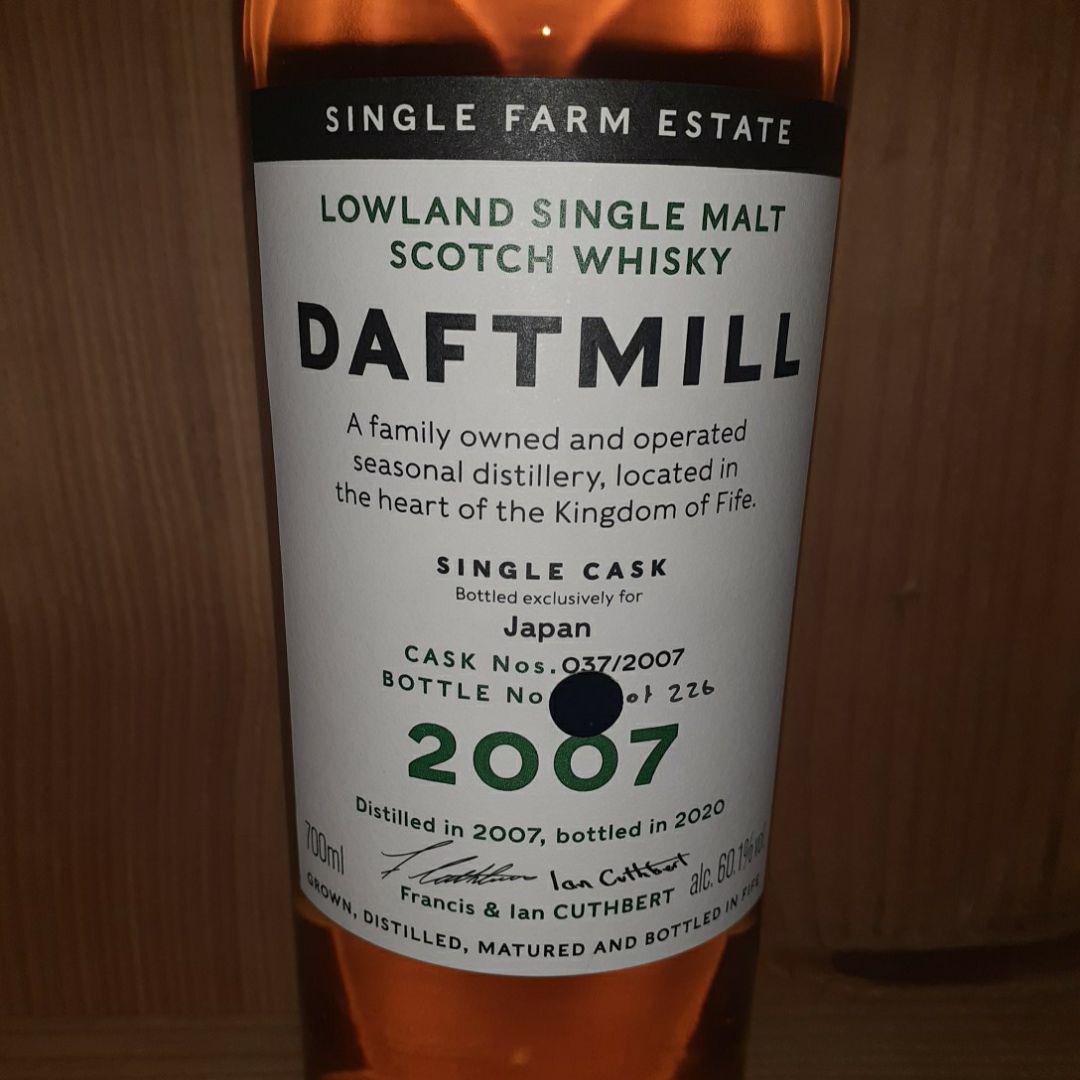 SINGLE FARM ESTATE
LOWLAND SINGLE MALT
SCOTCH WHISKY
DAFTMILL
A family owned and operated
seasonal distillery, located in
the heart of the Kingdom of Fife.
SINGLE CASK
Bottled exclusively for
Japan
CASK Nos. 037/2007
BOTTLE No of 226
2007
Distilled in 2007, bottled in 2020
700ml
Ian Cuthbert
alc. 60.1% vol
Francis & Ian CUTHBERT
GROWN, DISTILLED, MATURED AND BOTTLED IN FIFE